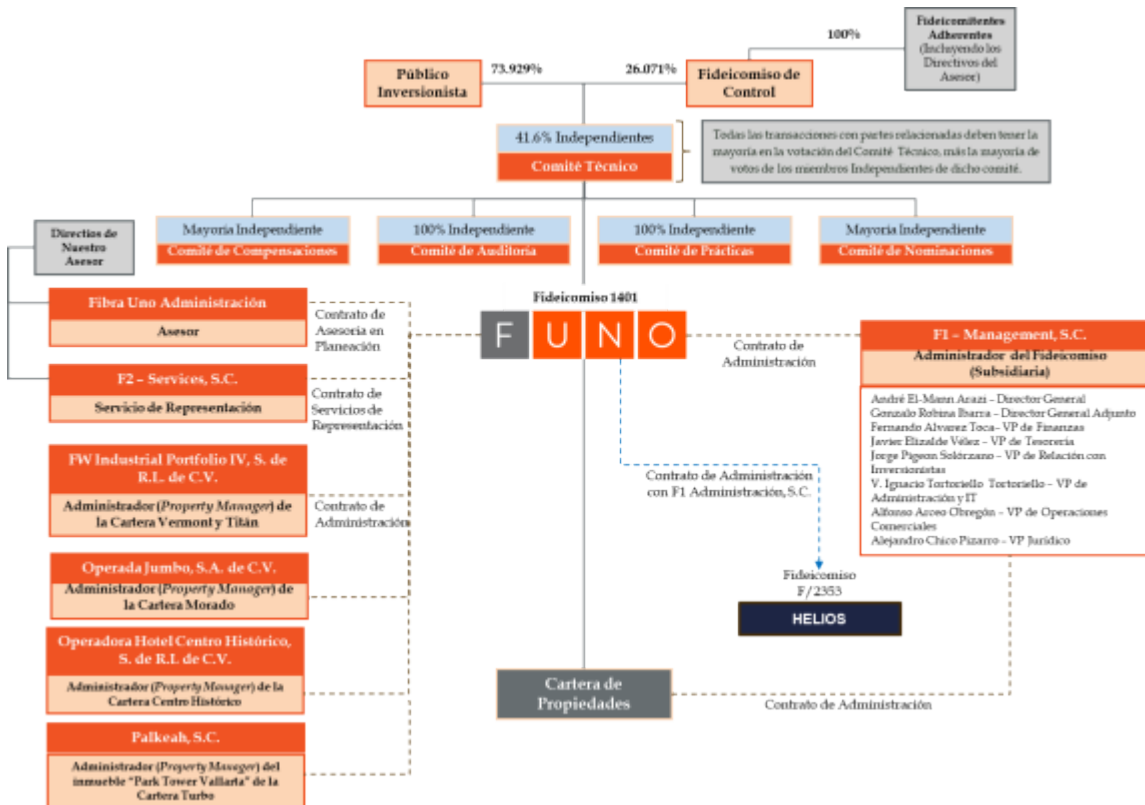 Fideicomitentes
Adherentes
(Incluyendo los
Directivos del
Asesor)
100%
Público
Inversionista
73.929%
26.071%
Fideicomiso de
Control
41.6% Independientes
Comité Técnico
Todas las transacciones con partes relacionadas deben tener la
mayoría en la votación del Comité Técnico, más la mayoría de
votos de los miembros Independientes de dicho comité.
Mayoría Independiente
Comité de Compensaciones
100% Independiente
Comité de Auditoría
100% Independiente
Comité de Prácticas
Mayoría Independiente
Comité de Nominaciones
Directios de
Nuestro
Asesor
Fibra Uno Administración
Asesor
Contrato de
Asesoría en
Planeación
F2 – Services, S.C.
Servicio de Representación
Contrato de
Servicios de
Representación
FW Industrial Portfolio IV, S. de
R.L. de C.V.
Administrador (Property Manager) de
la Cartera Vermont y Titán
Contrato de
Administración
Operada Jumbo, S.A. de C.V.
Administrador (Property Manager) de
la Cartera Morado
Operadora Hotel Centro Histórico,
S. de R.L de C.V.
Administrador (Property Manager) de la
Cartera Centro Histórico
Palkeah, S.C.
Administrador (Property Manager) del
inmueble “Park Tower Vallarta” de la
Cartera Turbo
Fideicomiso 1401
FUNO
Contrato de
Administración
F1 – Management, S.C.
Administrador del Fideicomiso
(Subsidiaria)
André El-Mann Arazi – Director General
Gonzalo Robina Ibarra – Director General Adjunto
Fernando Alvarez Toca– VP de Finanzas
Javier Elizalde Vélez – VP de Tesorería
Jorge Pigeon Solórzano – VP de Relación con
Inversionistas
V. Ignacio Tortoriello Tortoriello – VP de
Administración y IT
Alfonso Arceo Obregón – VP de Operaciones
Comerciales
Alejandro Chico Pizarro – VP Jurídico
Contrato de Administración
con F1 Administración, S.C.
Fideicomiso
F/2353
HELIOS
Cartera de
Propiedades
Contrato de Administración